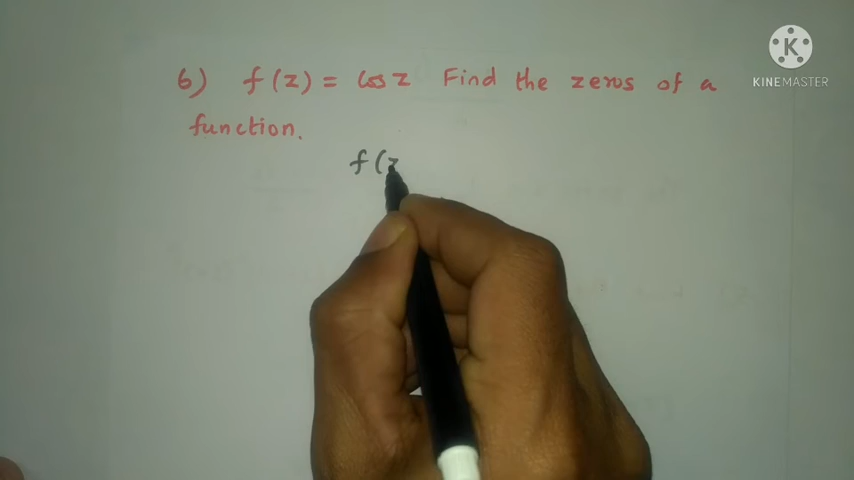 6) f(z) = Cos z Find the zeros of a
function.
f(z
K
KINEMASTER